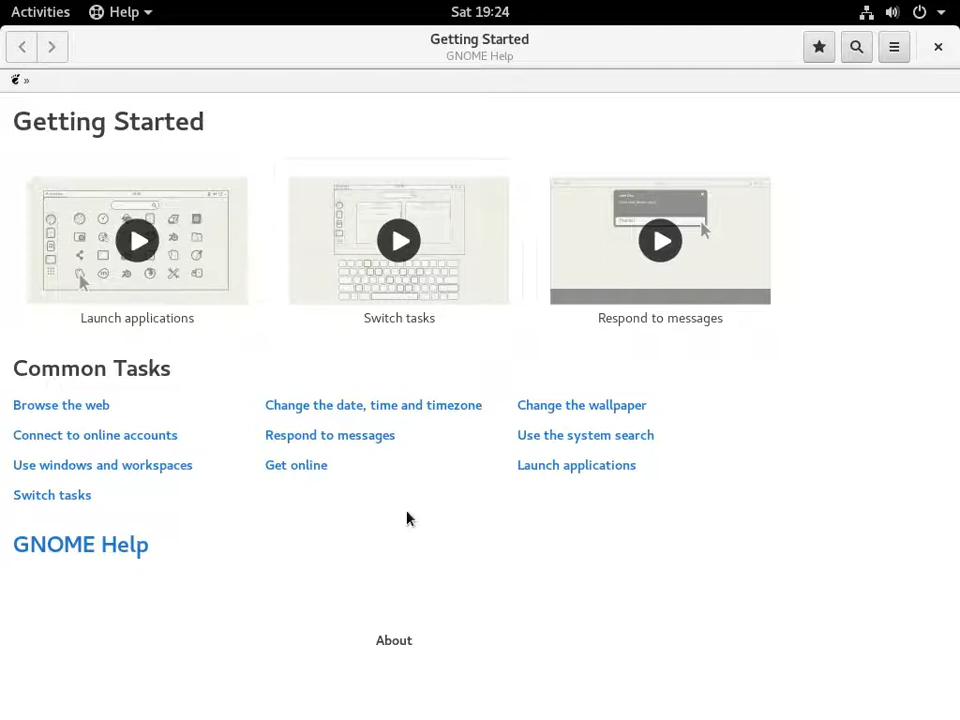 Activities Help Sat 19:24
Getting Started
GNOME Help
»
Getting Started
Launch applications Switch tasks Respond to messages
Common Tasks
Browse the web Change the date, time and timezone Change the wallpaper
Connect to online accounts Respond to messages Use the system search
Use windows and workspaces Get online Launch applications
Switch tasks
GNOME Help
About